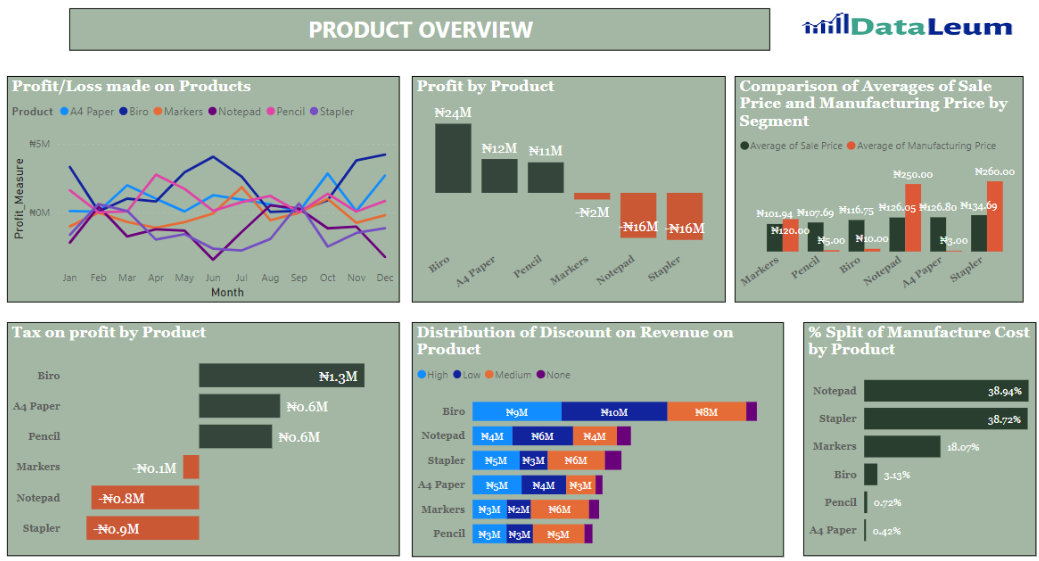 PRODUCT OVERVIEW
DataLeum
Profit/Loss made on Products
Product A4 Paper Biro Markers Notepad Pencil Stapler
₦5M
₦0M
Profit_Measure
Jan Feb Mar Apr May Jun Jul Aug Sep Oct Nov Dec
Month
Profit by Product
₦24M
₦12M
₦11M
-₦2M
-₦16M
-₦16M
Biro
A4 Paper
Pencil
Markers
Notepad
Stapler
Comparison of Averages of Sale
Price and Manufacturing Price by
Segment
Average of Sale Price Average of Manufacturing Price
₦101.94
₦120.00
₦107.69
₦5.00
₦116.75
₦10.00
₦126.05
₦250.00
₦126.80
₦3.00
₦134.69
₦260.00
Markers
Pencil
Biro
Notepad
A4 Paper
Stapler
Tax on profit by Product
Biro ₦1.3M
A4 Paper ₦0.6M
Pencil ₦0.6M
Markers -₦0.1M
Notepad -₦0.8M
Stapler -₦0.9M
Distribution of Discount on Revenue on
Product
High Low Medium None
Biro ₦9M ₦10M ₦8M
Notepad ₦4M ₦6M ₦4M
Stapler ₦5M ₦3M ₦6M
A4 Paper ₦5M ₦4M ₦3M
Markers ₦3M ₦2M ₦6M
Pencil ₦3M ₦3M ₦5M
% Split of Manufacture Cost
by Product
Notepad 38.94%
Stapler 38.72%
Markers 18.07%
Biro 3.13%
Pencil 0.72%
A4 Paper 0.42%